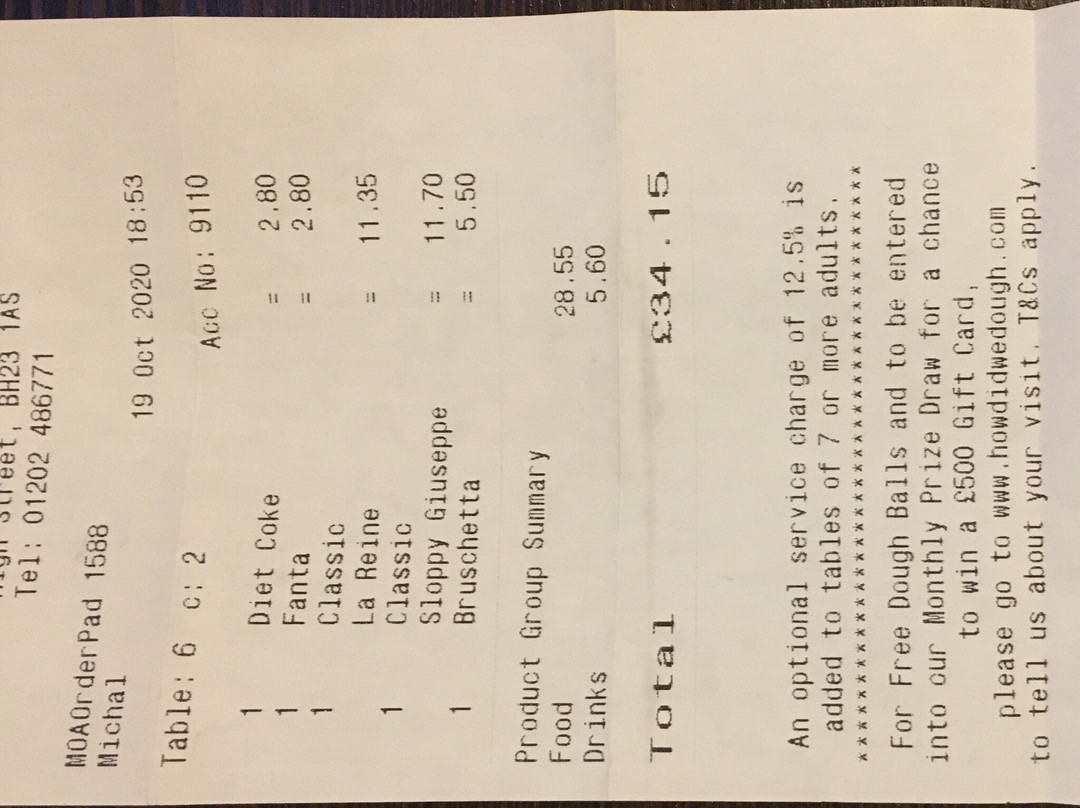 Street, BH23 1AS
Tel: 01202 486771
MOAOrderPad 1588
Michal
19 Oct 2020 18:53
Table: 6 c: 2
Acc No: 9110
1 Diet Coke = 2.80
1 Fanta = 2.80
1 Classic
La Reine = 11.35
1 Classic
Sloppy Giuseppe = 11.70
1 Bruschetta = 5.50
Product Group Summary
Food 28.55
Drinks 5.60
Total £34.15
An optional service charge of 12.5% is
added to tables of 7 or more adults.
**************************************
For Free Dough Balls and to be entered
into our Monthly Prize Draw for a chance
to win a £500 Gift Card,
please go to www.howdidwedough.com
to tell us about your visit. T&Cs apply.